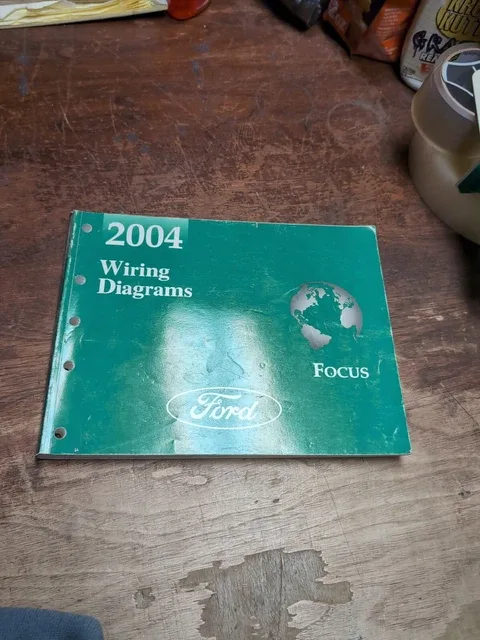 2004
Wiring
Diagrams
FOCUS
Ford